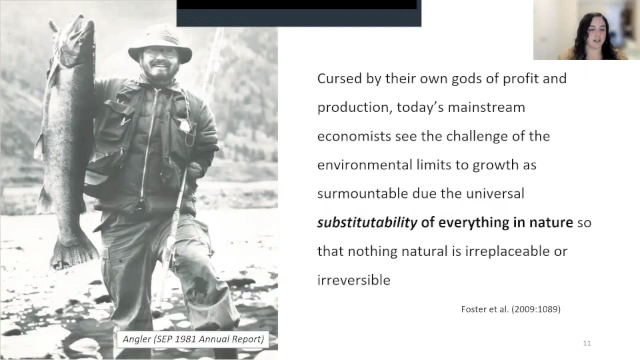 Cursed by their own gods of profit and
production, today's mainstream
economists see the challenge of the
environmental limits to growth as
surmountable due the universal
substitutability of everything in nature so
that nothing natural is irreplaceable or
irreversible
Foster et al. (2009:1089)
Angler (SEP 1981 Annual Report)
11